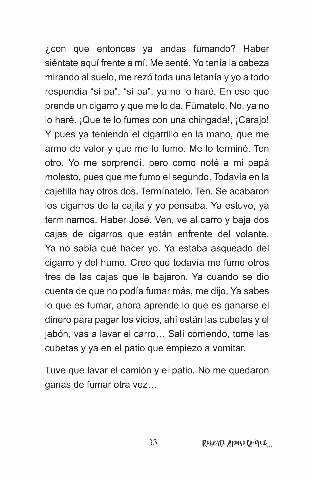 ¿con que entonces ya andas fumando? Haber
siéntate aquí frente a mí. Me senté. Yo tenía la cabeza
mirando al suelo, me rezó toda una letanía y yo a todo
respondía “si pa”, “si pa”, ya no lo haré. En eso que
prende un cigarro y que me lo da. Fúmatelo. No, ya no
lo haré. ¡Que te lo fumes con una chingada!, ¡Carajo!
Y pues ya teniendo el cigarrillo en la mano, que me
armo de valor y que me lo fumo. Me lo terminé. Ten
otro. Yo me sorprendí, pero como noté a mi papá
molesto, pues que me fumo el segundo. Todavía en la
cajetilla hay otros dos. Termínatelo. Ten. Se acabaron
los cigarros de la cajita y yo pensaba. Ya estuvo, ya
terminamos. Haber José. Ven, ve al carro y baja dos
cajas de cigarros que están enfrente del volante.
Ya no sabía qué hacer yo. Ya estaba asqueado del
cigarro y del humo. Creo que todavía me fume otros
tres de las cajas que le bajaron. Ya cuando se dio
cuenta de que no podía fumar más, me dijo, Ya sabes
lo que es fumar, ahora aprende lo que es ganarse el
dinero para pagar los vicios, ahí están las cubetas y el
jabón, vas a lavar el carro… Salí corriendo, tome las
cubetas y ya en el patio que empiezo a vomitar.
Tuve que lavar el camión y el patio. No me quedaron
ganas de fumar otra vez…